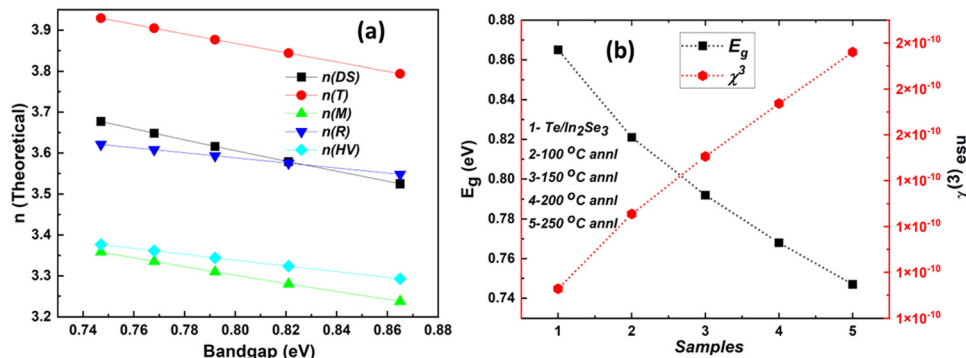 (a)
n (Theoretical)
3.9
3.8
3.7
3.6
3.5
3.4
3.3
3.2
n(DS)
n(T)
n(M)
n(R)
n(HV)
0.74 0.76 0.78 0.80 0.82 0.84 0.86 0.88
Bandgap (eV)
(b)
Eg (eV)
0.86
0.84
0.82
0.80
0.78
0.76
0.74
Eg
χ3
1- Te/In2Se3
2-100 °C annl
3-150 °C annl
4-200 °C annl
5-250 °C annl
1 2 3 4 5
Samples
2×10-10
2×10-10
2×10-10
1×10-10
1×10-10
1×10-10
1×10-10
χ(3) esu